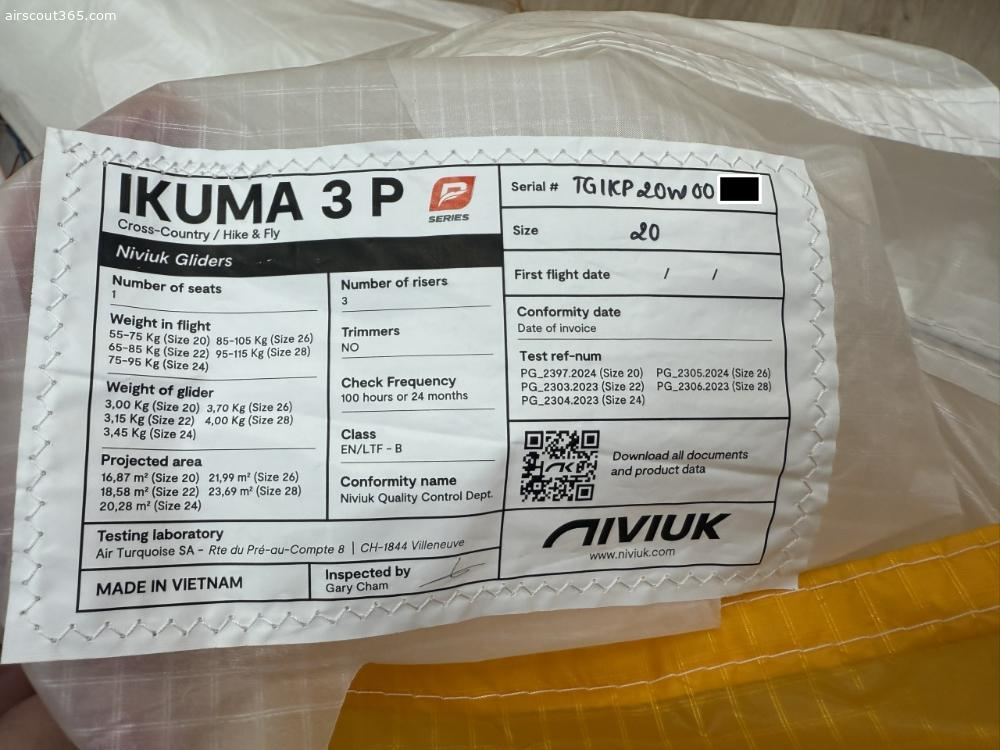 airscout365.com
IKUMA 3 P
SERIES
Cross-Country / Hike & Fly
Niviuk Gliders
Number of seats
1
Weight in flight
55-75 Kg (Size 20) 85-105 Kg (Size 26)
65-85 Kg (Size 22) 95-115 Kg (Size 28)
75-95 Kg (Size 24)
Weight of glider
3,00 Kg (Size 20) 3,70 Kg (Size 26)
3,15 Kg (Size 22) 4,00 Kg (Size 28)
3,45 Kg (Size 24)
Projected area
16,87 m² (Size 20) 21,99 m² (Size 26)
18,58 m² (Size 22) 23,69 m² (Size 28)
20,28 m² (Size 24)
Number of risers
3
Trimmers
NO
Check Frequency
100 hours or 24 months
Class
EN/LTF - B
Conformity name
Niviuk Quality Control Dept.
Testing laboratory
Air Turquoise SA - Rte du Pré-au-Compte 8 | CH-1844 Villeneuve
MADE IN VIETNAM
Inspected by
Gary Cham
Serial # TGIKP20W00
Size 20
First flight date / /
Conformity date
Date of invoice
Test ref-num
PG_2397.2024 (Size 20) PG_2305.2024 (Size 26)
PG_2303.2023 (Size 22) PG_2306.2023 (Size 28)
PG_2304.2023 (Size 24)
Download all documents
and product data
NIVIUK
www.niviuk.com